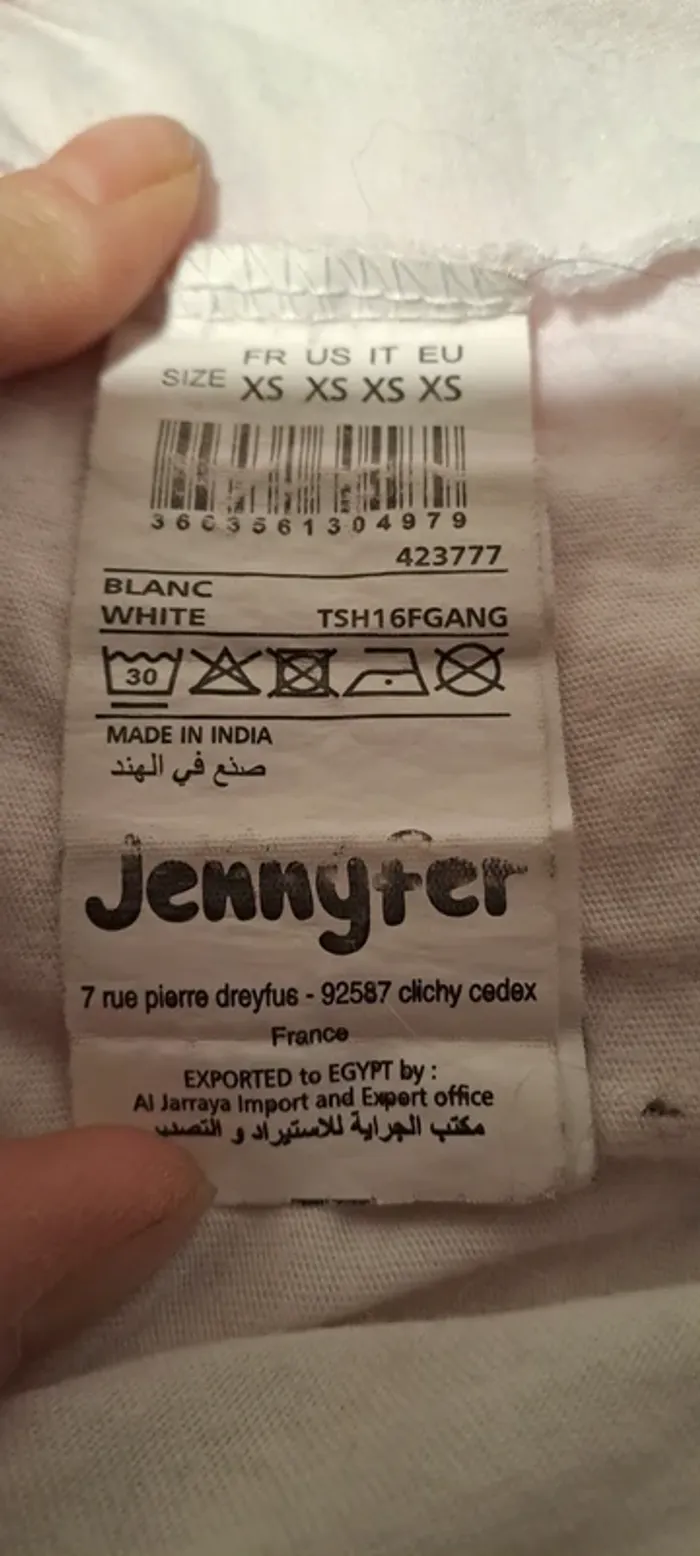 FR US IT EU
SIZE XS XS XS XS
3663561304979
423777
BLANC
WHITE TSH16FGANG
30
MADE IN INDIA
صنع في الهند
Jennyfer
7 rue pierre dreyfus - 92587 clichy cedex
France
EXPORTED to EGYPT by :
Al Jarraya Import and Export office
مكتب الجراية للاستيراد و